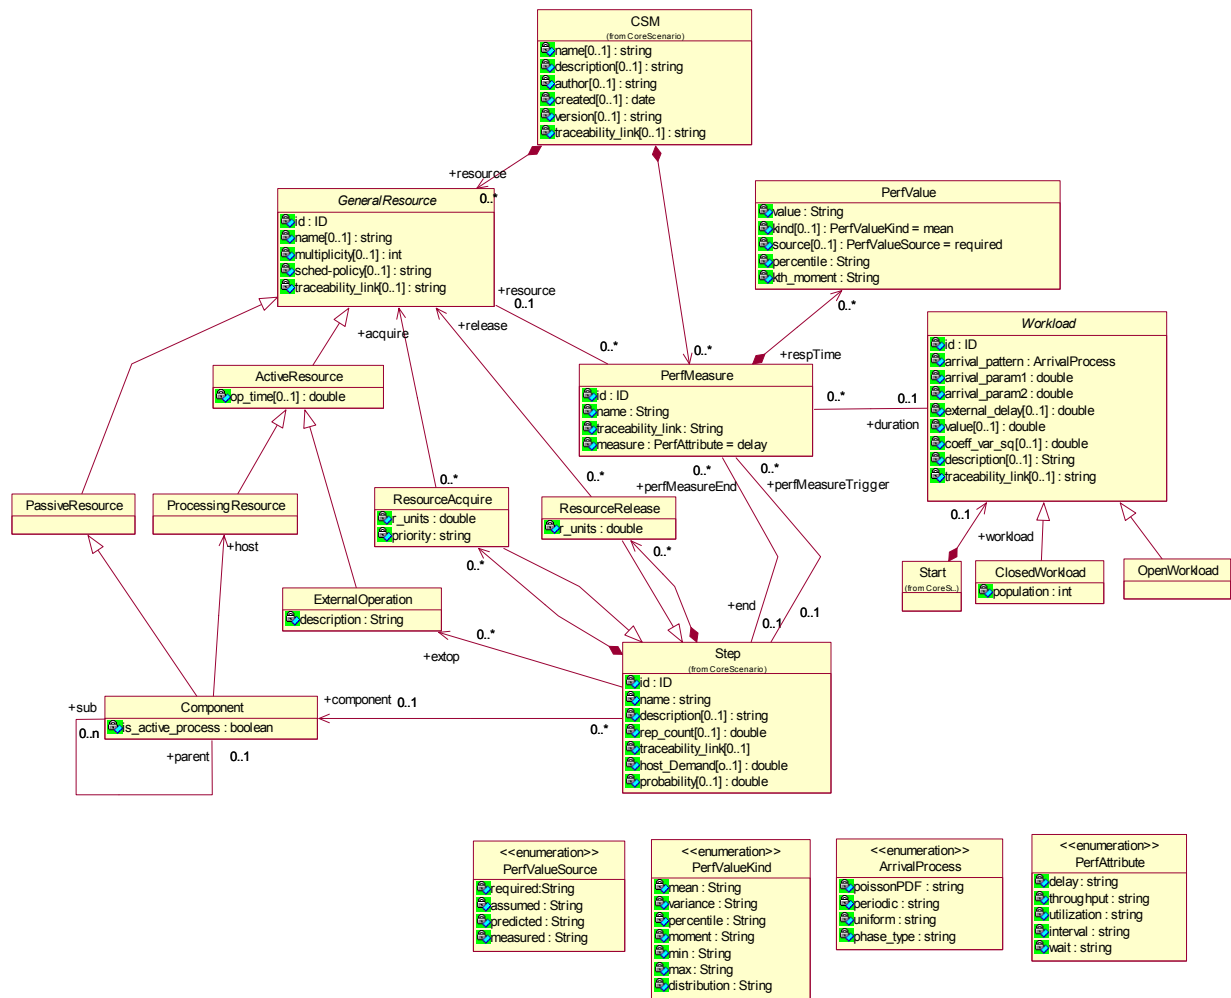 CSM
(from CoreScenario)
name[0..1] : string
description[0..1] : string
author[0..1] : string
created[0..1] : date
version[0..1] : string
traceability_link[0..1] : string
+resource
0..*
GeneralResource
id : ID
name[0..1] : string
multiplicity[0..1] : int
sched-policy[0..1] : string
traceability_link[0..1] : string
PerfValue
value : String
kind[0..1] : PerfValueKind = mean
source[0..1] : PerfValueSource = required
percentile : String
kth_moment : String
+resource
0..1
0..*
+acquire
+release
0..*
0..*
+respTime
Workload
id : ID
arrival_pattern : ArrivalProcess
arrival_param1 : double
arrival_param2 : double
external_delay[0..1] : double
value[0..1] : double
coeff_var_sq[0..1] : double
description[0..1] : String
traceability_link[0..1] : string
ActiveResource
op_time[0..1] : double
PerfMeasure
id : ID
name : String
traceability_link : String
measure : PerfAttribute = delay
0..*
0..1
+duration
0..*
0..*
0..*
0..*
+perfMeasureEnd
+perfMeasureTrigger
PassiveResource
ProcessingResource
ResourceAcquire
r_units : double
priority : string
ResourceRelease
r_units : double
+host
0..*
0..*
0..1
+workload
Start
(from CoreSi..)
ClosedWorkload
population : int
OpenWorkload
ExternalOperation
description : String
0..*
+extop
+end
0..1
0..1
Step
(from CoreScenario)
id : ID
name : string
description[0..1] : string
rep_count[0..1] : double
traceability_link[0..1]
host_Demand[o..1] : double
probability[0..1] : double
+component
0..1
0..*
Component
is_active_process : boolean
+sub
0..n
+parent
0..1
<<enumeration>>
PerfValueSource
required:String
assumed : String
predicted : String
measured : String
<<enumeration>>
PerfValueKind
mean : String
variance : String
percentile : String
moment : String
min : String
max : String
distribution : String
<<enumeration>>
ArrivalProcess
poissonPDF : string
periodic : string
uniform : string
phase_type : string
<<enumeration>>
PerfAttribute
delay : string
throughput : string
utilization : string
interval : string
wait : string